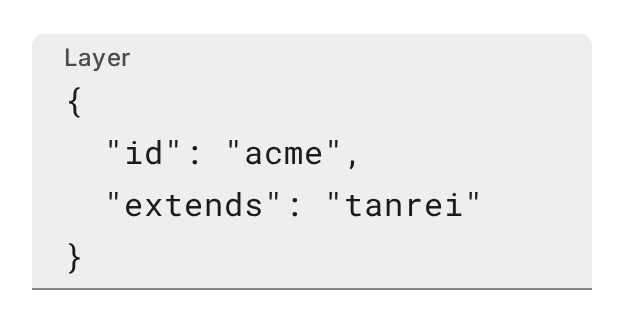 Layer
{
  "id": "acme",
  "extends": "tanrei"
}